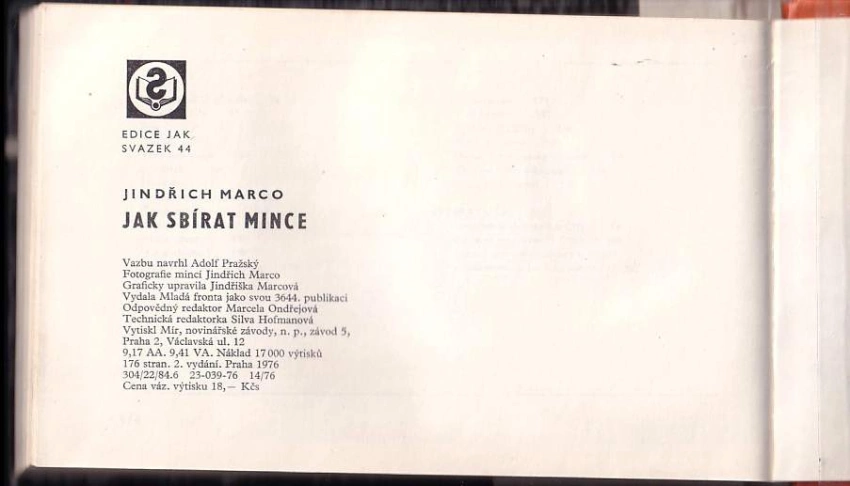 EDICE JAK
SVAZEK 44
JINDŘICH MARCO
JAK SBÍRAT MINCE
Vazbu navrhl Adolf Pražský
Fotografie mincí Jindřich Marco
Graficky upravila Jindřiška Marcová
Vydala Mladá fronta jako svou 3644. publikaci
Odpovědný redaktor Marcela Ondřejová
Technická redaktorka Silva Hofmanová
Vytiskl Mír, novinářské závody, n. p., závod 5,
Praha 2, Václavská ul. 12
9,17 AA. 9,41 VA. Náklad 17 000 výtisků
176 stran. 2. vydání. Praha 1976
304/22/84.6 23-039-76 14/76
Cena váz. výtisku 18,— Kčs